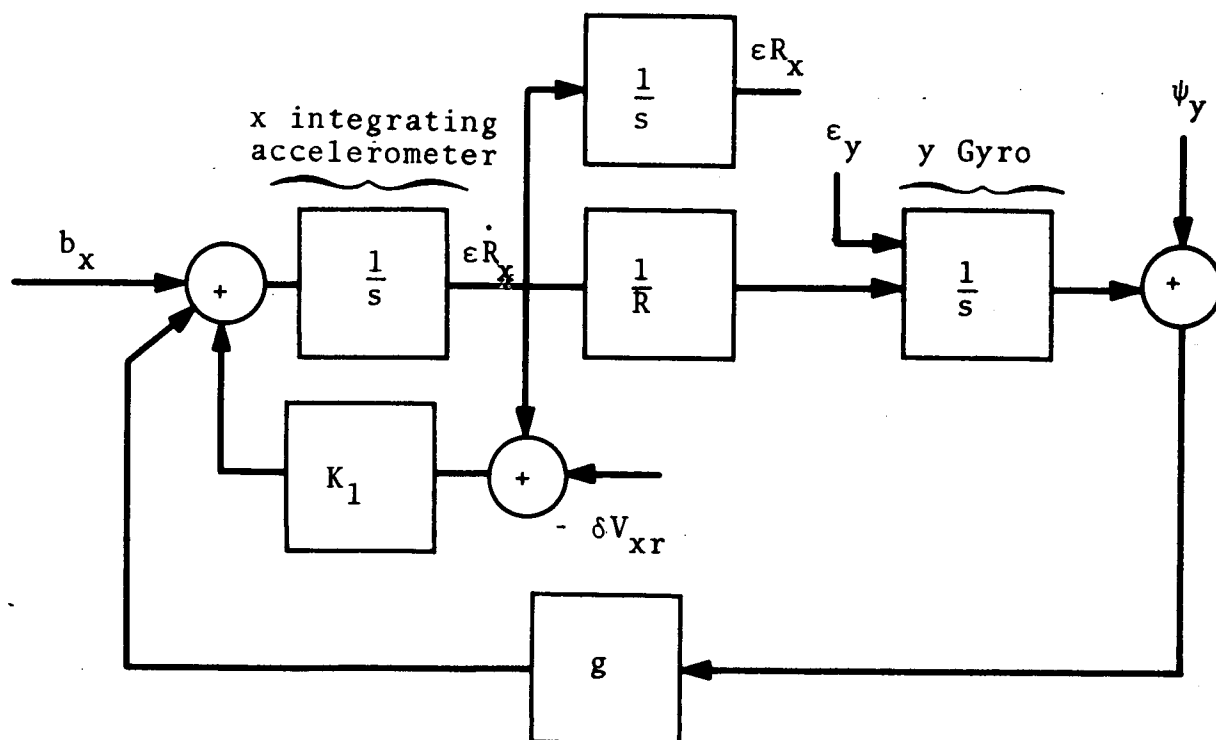 εR_x
1
s
x integrating
accelerometer
ε_y
y Gyro
ψ_y
b_x
+
1
s
εṘ_x
1
R
1
s
+
K_1
+
- δV_xr
g